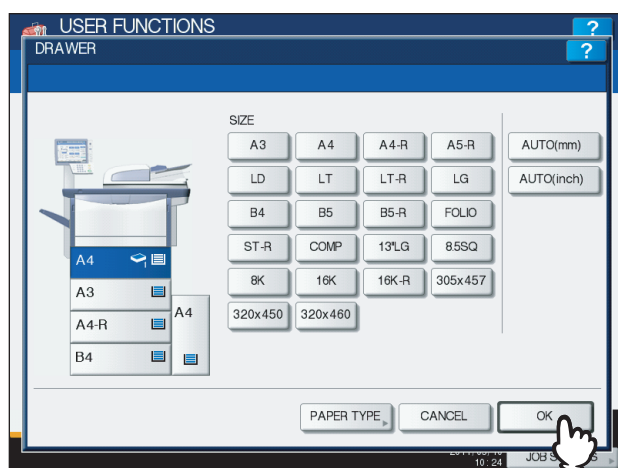 USER FUNCTIONS
?
DRAWER
?
SIZE
A3 A4 A4-R A5-R AUTO(mm)
LD LT LT-R LG AUTO(inch)
B4 B5 B5-R FOLIO
ST-R COMP 13"LG 8.5SQ
8K 16K 16K-R 305x457
320x450 320x460
A4
A3
A4-R
A4
B4
PAPER TYPE CANCEL OK
10:24
JOB S S